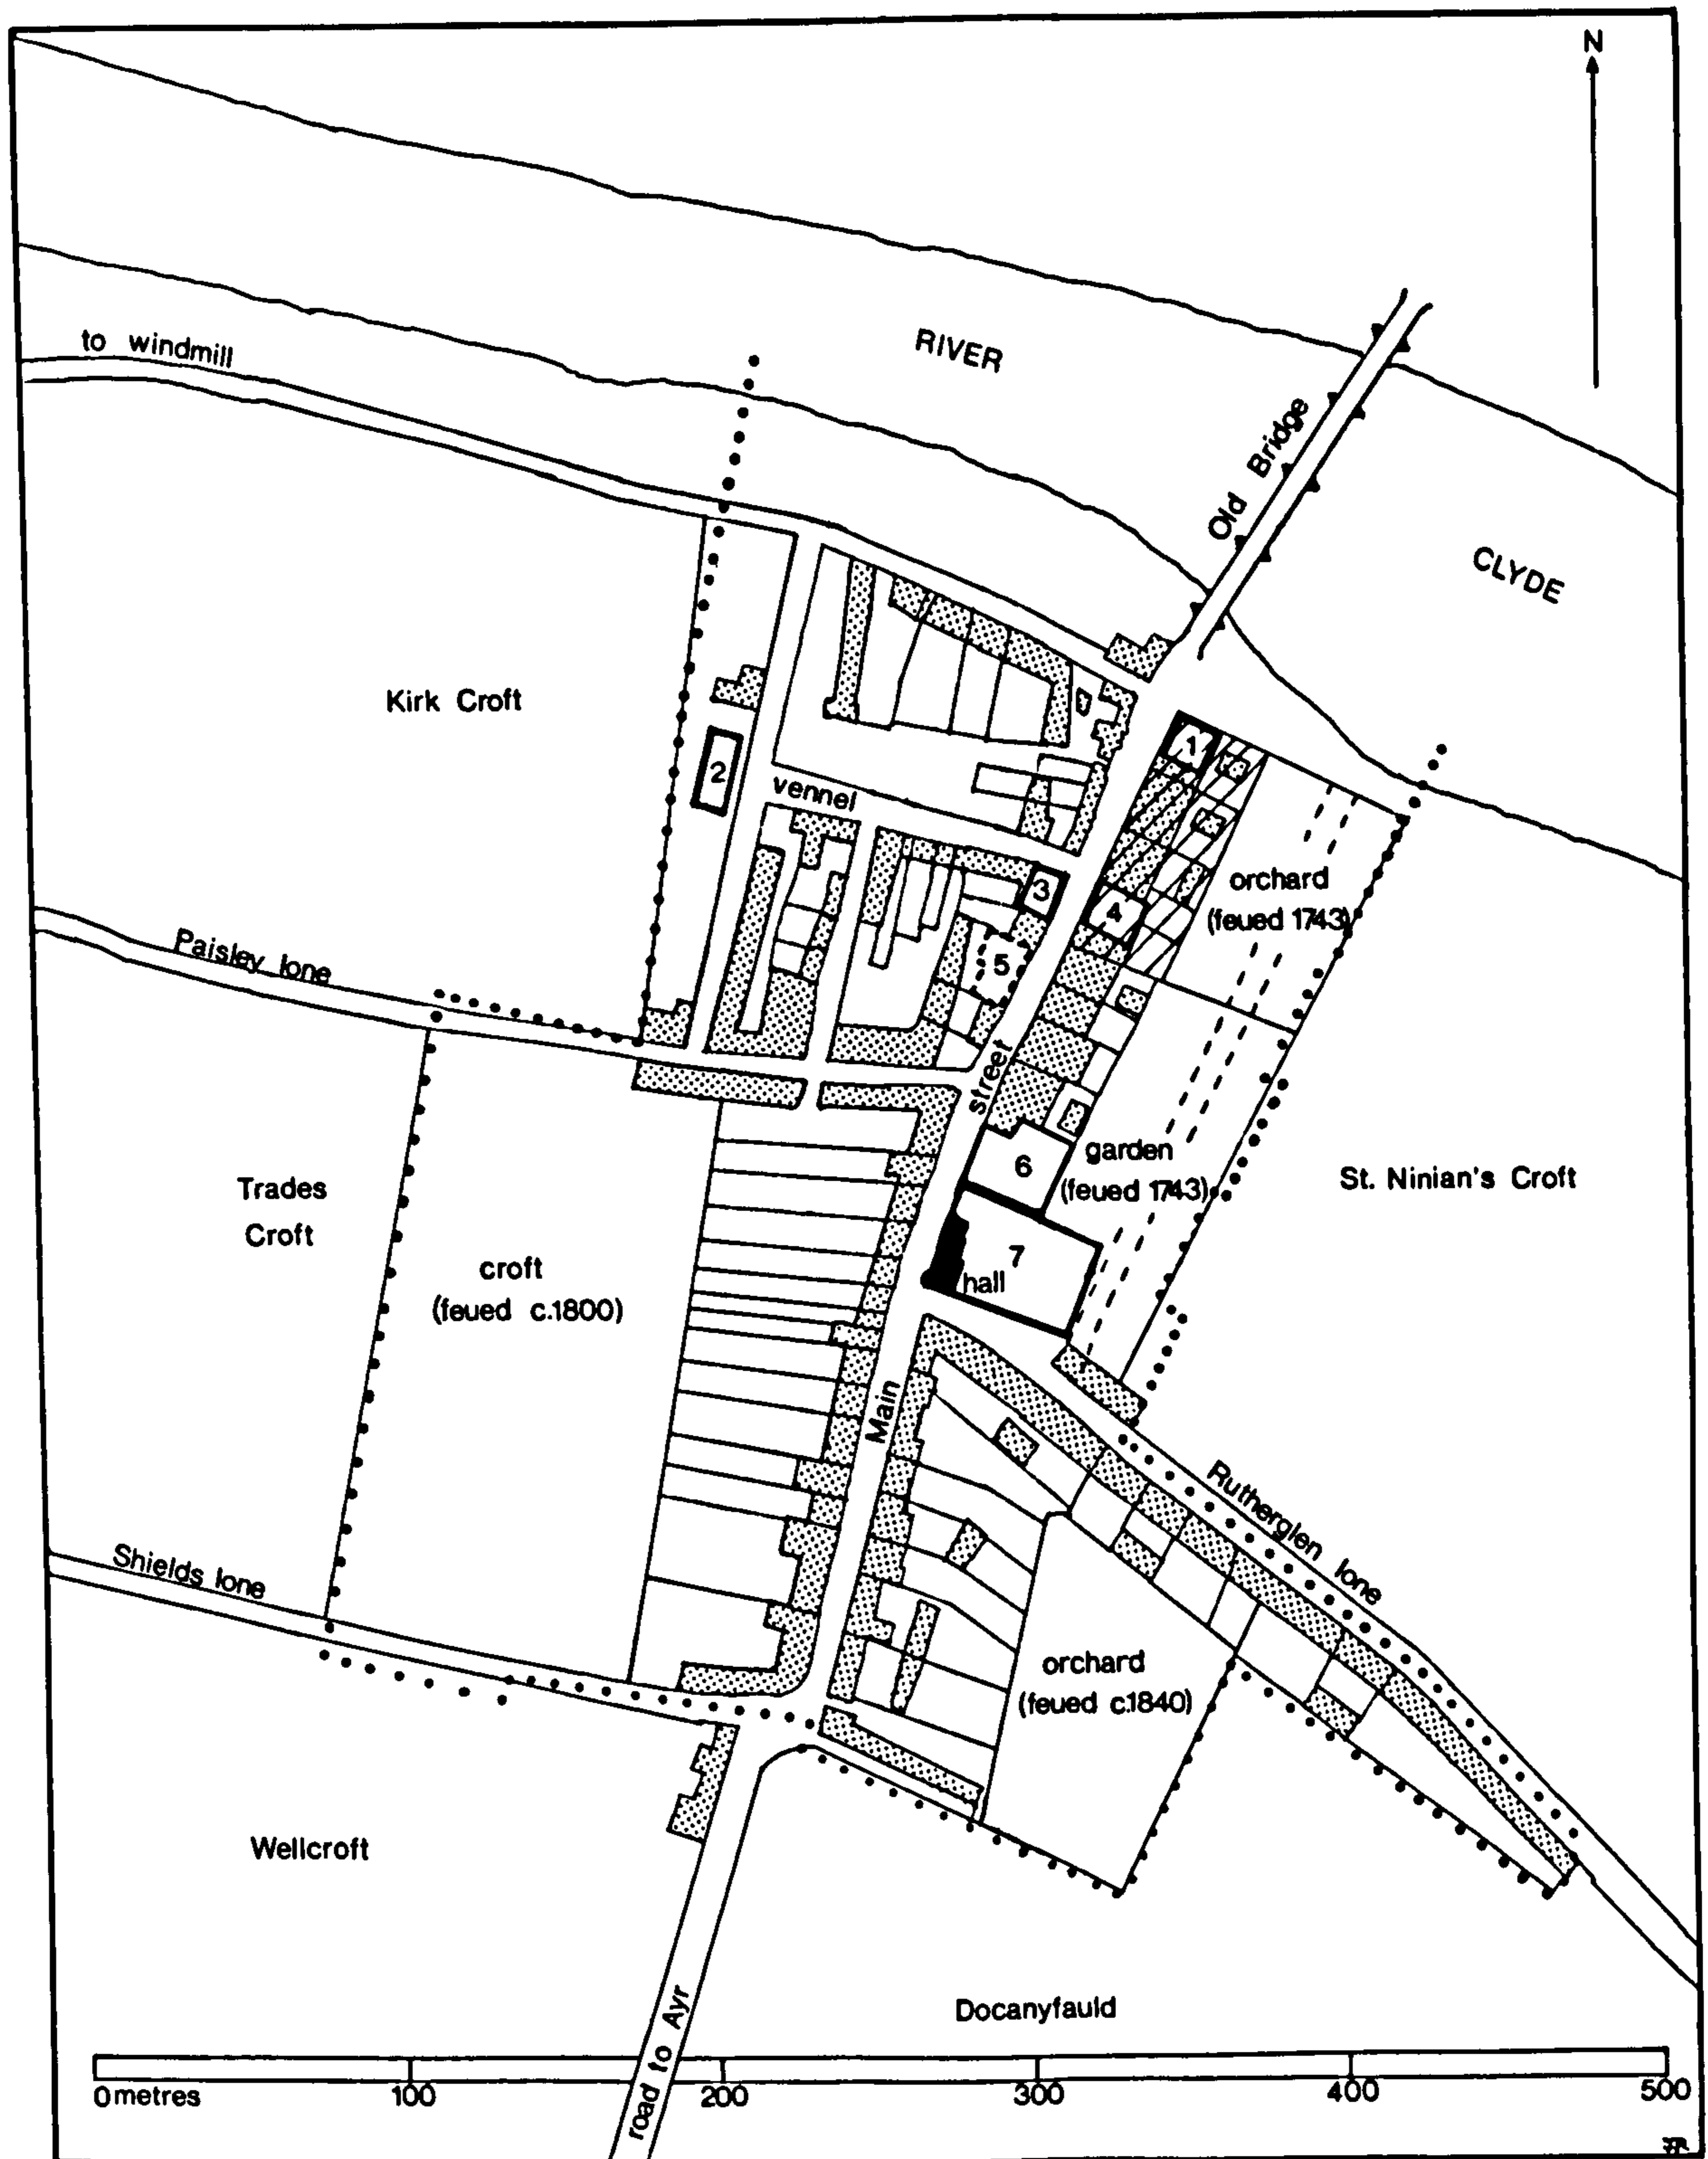 N
to windmill
RIVER
Old Bridge
CLYDE
Kirk Croft
1
2
vennel
3
orchard
(feued 1743)
4
5
Paisley lone
street
garden
(feued 1743)
6
St. Ninian's Croft
Trades
Croft
croft
(feued c.1800)
7
hall
Main
Rutherglen lone
Shields lone
orchard
(feued c.1840)
Wellcroft
Docanyfauld
road to Ayr
0 metres 100 200 300 400 500